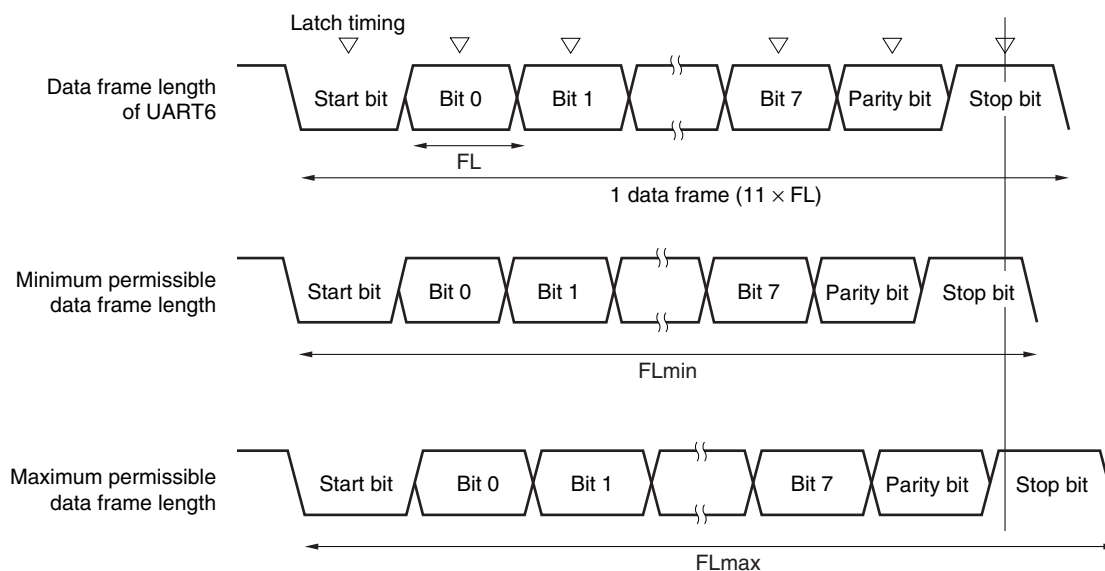 Latch timing
Data frame length
of UART6
Start bit
Bit 0
Bit 1
Bit 7
Parity bit
Stop bit
FL
1 data frame (11 × FL)
Minimum permissible
data frame length
Start bit
Bit 0
Bit 1
Bit 7
Parity bit
Stop bit
FLmin
Maximum permissible
data frame length
Start bit
Bit 0
Bit 1
Bit 7
Parity bit
Stop bit
FLmax